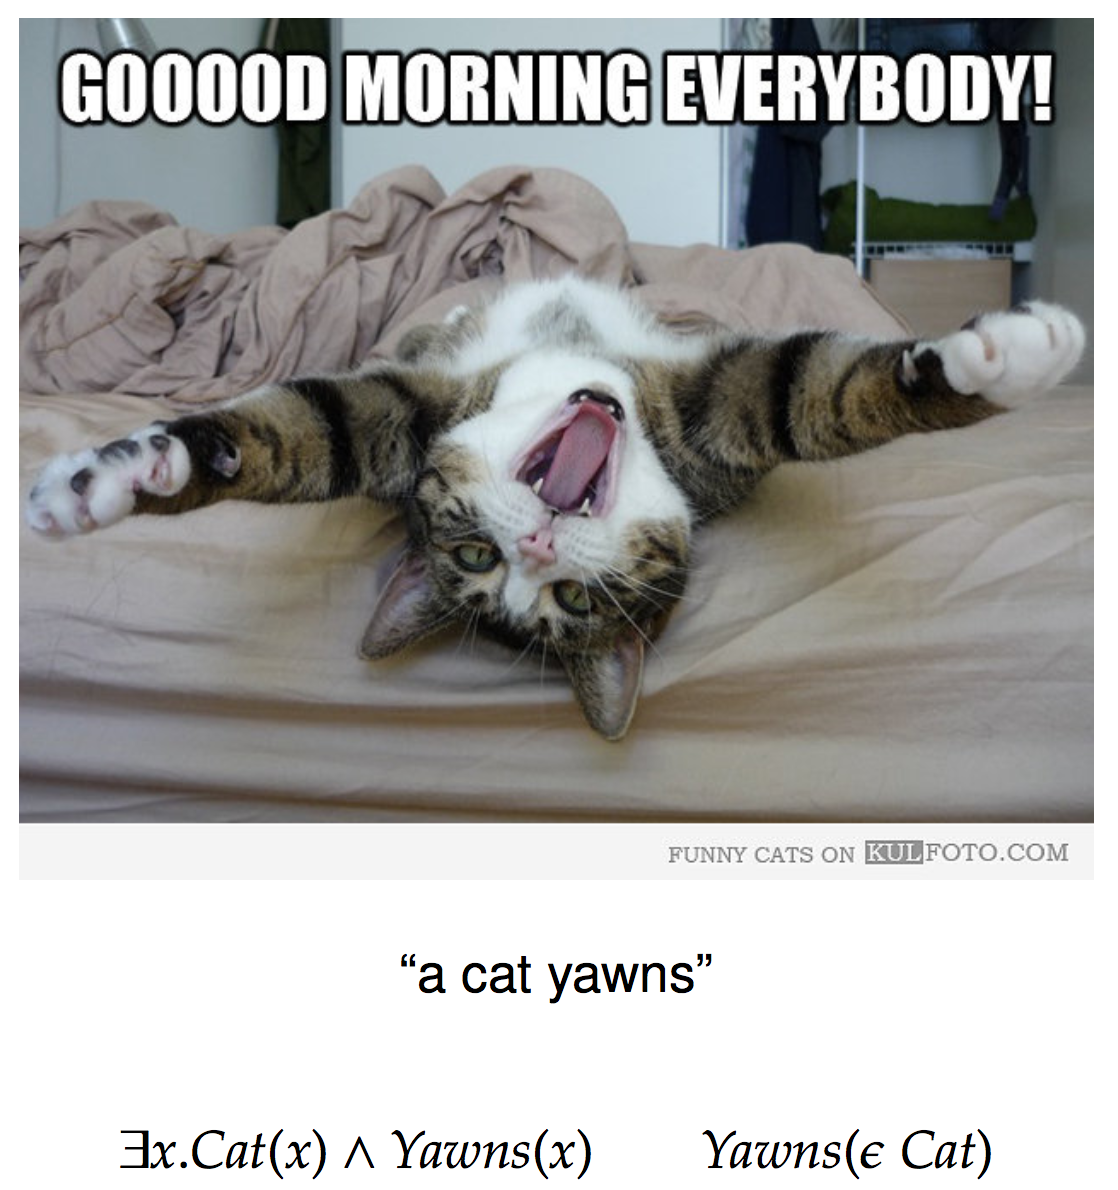 GOOOOD MORNING EVERYBODY!
FUNNY CATS ON KULFOTO.COM
“a cat yawns”
∃x.Cat(x) ∧ Yawns(x) Yawns(ϵ Cat)